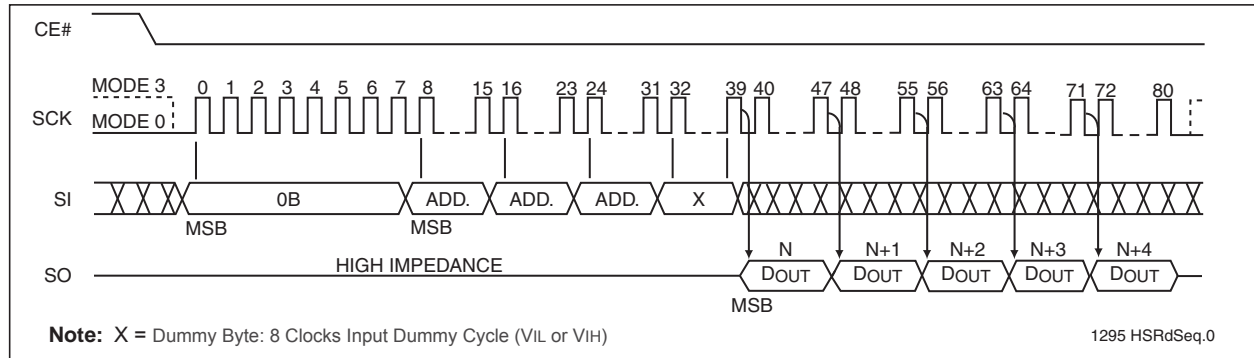 CE#
MODE 3 0 1 2 3 4 5 6 7 8 15 16 23 24 31 32 39 40 47 48 55 56 63 64 71 72 80
SCK
MODE 0
SI 0B ADD. ADD. ADD. X
MSB MSB
N N+1 N+2 N+3 N+4
HIGH IMPEDANCE
SO DOUT DOUT DOUT DOUT DOUT
MSB
Note: X = Dummy Byte: 8 Clocks Input Dummy Cycle (VIL or VIH) 1295 HSRdSeq.0